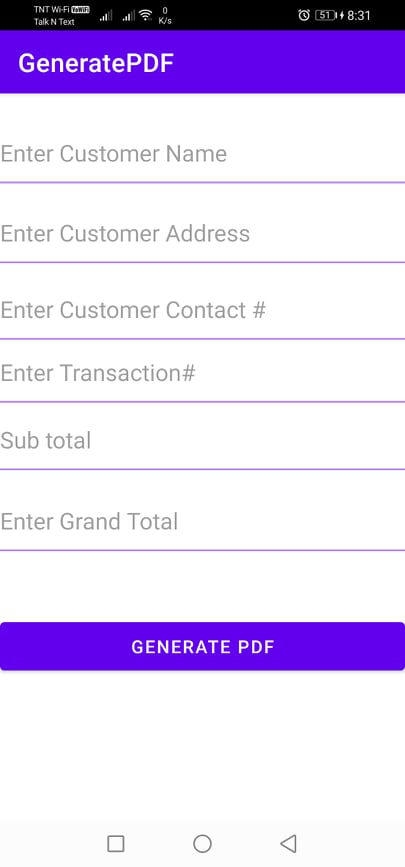 TNT Wi-Fi VoWiFi
Talk N Text
0
K/s
51
8:31
GeneratePDF
Enter Customer Name
Enter Customer Address
Enter Customer Contact #
Enter Transaction#
Sub total
Enter Grand Total
GENERATE PDF